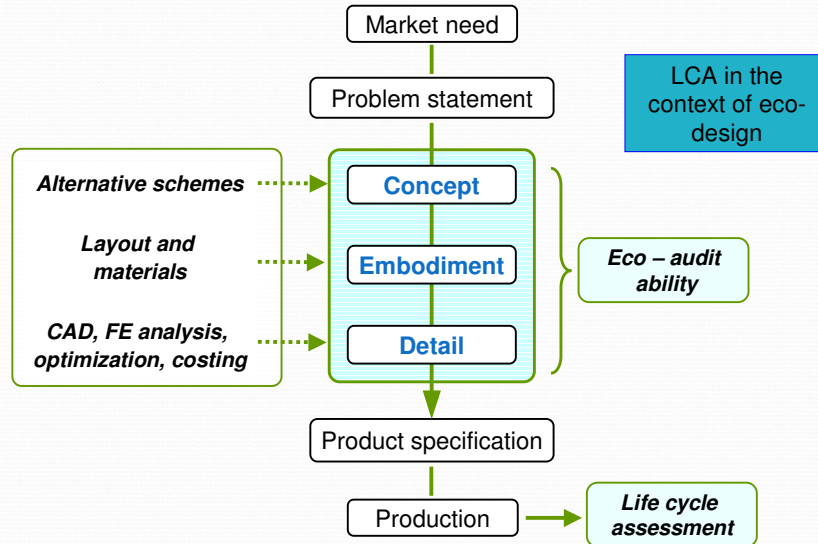 Market need
LCA in the
context of eco-
design
Problem statement
Alternative schemes
Concept
Layout and
materials
Embodiment
Eco – audit
ability
CAD, FE analysis,
optimization, costing
Detail
Product specification
Production
Life cycle
assessment